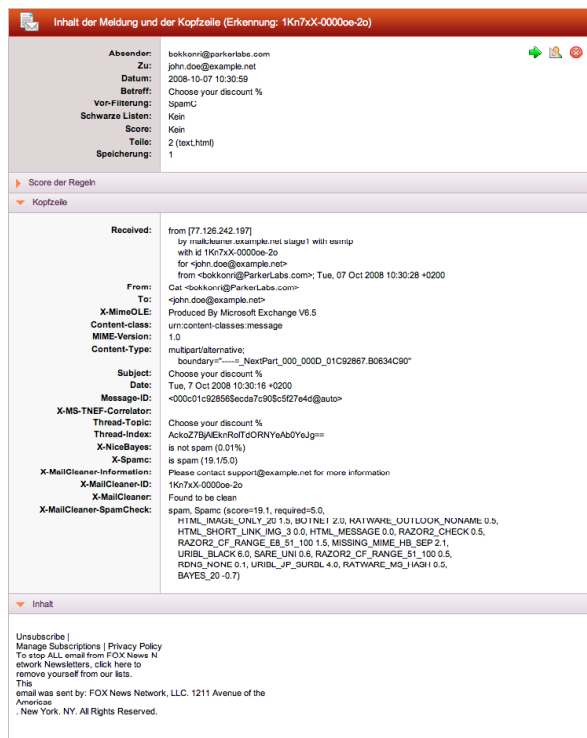 Inhalt der Meldung und der Kopfzeile (Erkennung: 1Kn7xX-0000oe-2o)
Absender: bokkonri@parkerlabs.com
Zu: john.doe@example.net
Datum: 2008-10-07 10:30:59
Betreff: Choose your discount %
Vor-Filterung: SpamC
Schwarze Listen: Kein
Score: Kein
Teile: 2 (text,html)
Speicherung: 1
Score der Regeln
Kopfzeile
Received: from [77.126.242.197]
by mailcleaner.example.net stage1 with esmtp
with id 1Kn7xX-0000oe-2o
for <john.doe@example.net>
from <bokkonri@ParkerLabs.com>; Tue, 07 Oct 2008 10:30:28 +0200
From: Cat <bokkonri@ParkerLabs.com>
To: <john.doe@example.net>
X-MimeOLE: Produced By Microsoft Exchange V6.5
Content-class: urn:content-classes:message
MIME-Version: 1.0
Content-Type: multipart/alternative;
boundary="----=_NextPart_000_000D_01C92867.B0634C90"
Subject: Choose your discount %
Date: Tue, 7 Oct 2008 10:30:16 +0200
Message-ID: <000c01c92856$ecda7c90$c5f27e4d@auto>
X-MS-TNEF-Correlator:
Thread-Topic: Choose your discount %
Thread-Index: AckoZ7BjAlEknRolTdORNYeAb0YeJg==
X-NiceBayes: is not spam (0.01%)
X-Spamc: is spam (19.1/5.0)
X-MailCleaner-Information: Please contact support@example.net for more information
X-MailCleaner-ID: 1Kn7xX-0000oe-2o
X-MailCleaner: Found to be clean
X-MailCleaner-SpamCheck: spam, Spamc (score=19.1, required=5.0,
HTML_IMAGE_ONLY_20 1.5, BOTNET 2.0, RATWARE_OUTLOOK_NONAME 0.5,
HTML_SHORT_LINK_IMG_3 0.0, HTML_MESSAGE 0.0, RAZOR2_CHECK 0.5,
RAZOR2_CF_RANGE_E8_51_100 1.5, MISSING_MIME_HB_SEP 2.1,
URIBL_BLACK 6.0, SARE_UNI 0.6, RAZOR2_CF_RANGE_51_100 0.5,
RDNS_NONE 0.1, URIBL_JP_SURBL 4.0, RATWARE_MS_HASH 0.5,
BAYES_20 -0.7)
Inhalt
Unsubscribe |
Manage Subscriptions | Privacy Policy
To stop ALL email from FOX News N
etwork Newsletters, click here to
remove yourself from our lists.
This
email was sent by: FOX News Network, LLC. 1211 Avenue of the
Americas
. New York. NY. All Rights Reserved.